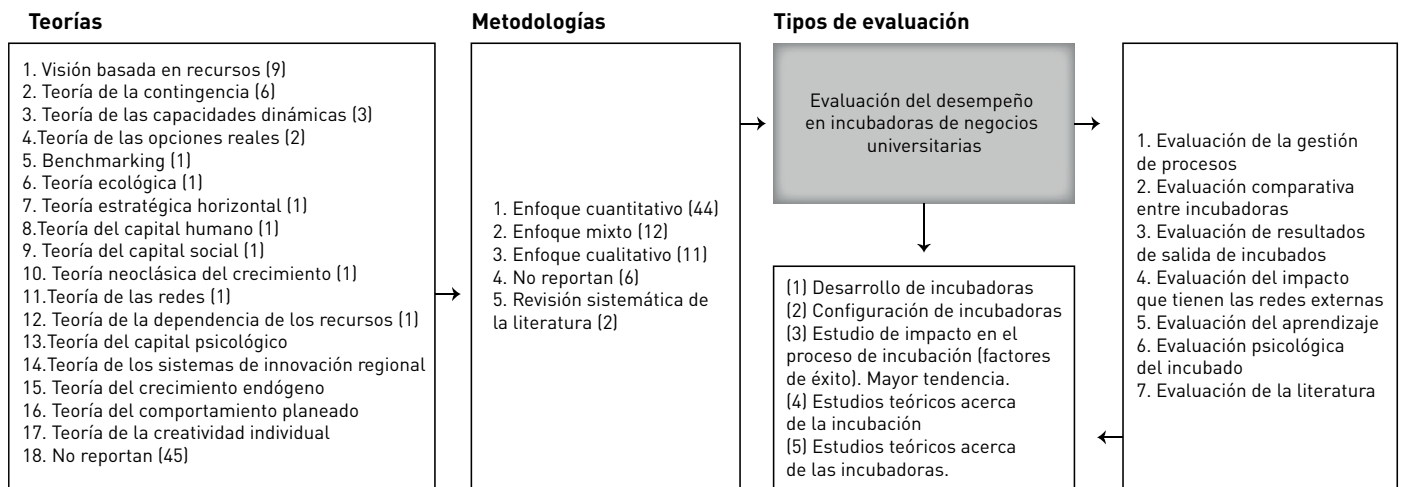 Teorías
1. Visión basada en recursos (9)
2. Teoría de la contingencia (6)
3. Teoría de las capacidades dinámicas (3)
4.Teoría de las opciones reales (2)
5. Benchmarking (1)
6. Teoría ecológica (1)
7. Teoría estratégica horizontal (1)
8.Teoría del capital humano (1)
9. Teoría del capital social (1)
10. Teoría neoclásica del crecimiento (1)
11.Teoría de las redes (1)
12. Teoría de la dependencia de los recursos (1)
13.Teoría del capital psicológico
14.Teoría de los sistemas de innovación regional
15. Teoría del crecimiento endógeno
16. Teoría del comportamiento planeado
17. Teoría de la creatividad individual
18. No reportan (45)
Metodologías
1. Enfoque cuantitativo (44)
2. Enfoque mixto (12)
3. Enfoque cualitativo (11)
4. No reportan (6)
5. Revisión sistemática de
la literatura (2)
Tipos de evaluación
Evaluación del desempeño
en incubadoras de negocios
universitarias
(1) Desarrollo de incubadoras
(2) Configuración de incubadoras
(3) Estudio de impacto en el
proceso de incubación (factores
de éxito). Mayor tendencia.
(4) Estudios teóricos acerca
de la incubación
(5) Estudios teóricos acerca
de las incubadoras.
1. Evaluación de la gestión
de procesos
2. Evaluación comparativa
entre incubadoras
3. Evaluación de resultados
de salida de incubados
4. Evaluación del impacto
que tienen las redes externas
5. Evaluación del aprendizaje
6. Evaluación psicológica
del incubado
7. Evaluación de la literatura